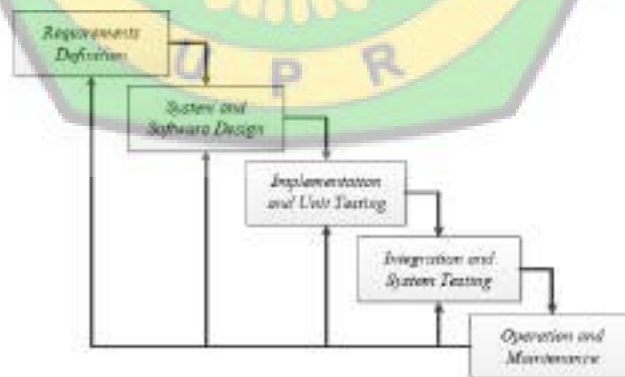 Requirements
Definition
U P R
System and
Software Design
Implementation
and Unit Testing
Integration and
System Testing
Operation and
Maintenance